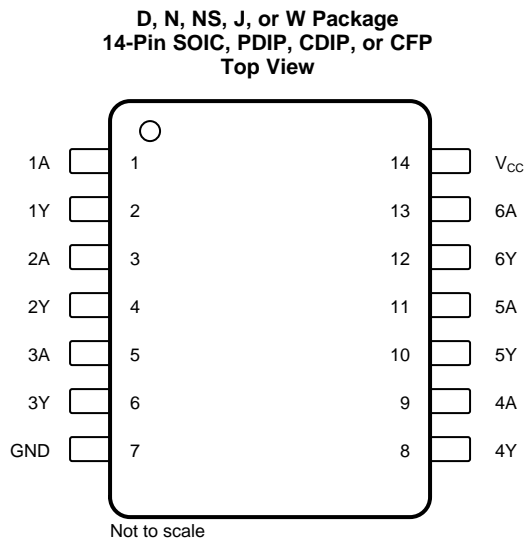 D, N, NS, J, or W Package
14-Pin SOIC, PDIP, CDIP, or CFP
Top View
1A 1 14 VCC
1Y 2 13 6A
2A 3 12 6Y
2Y 4 11 5A
3A 5 10 5Y
3Y 6 9 4A
GND 7 8 4Y
Not to scale